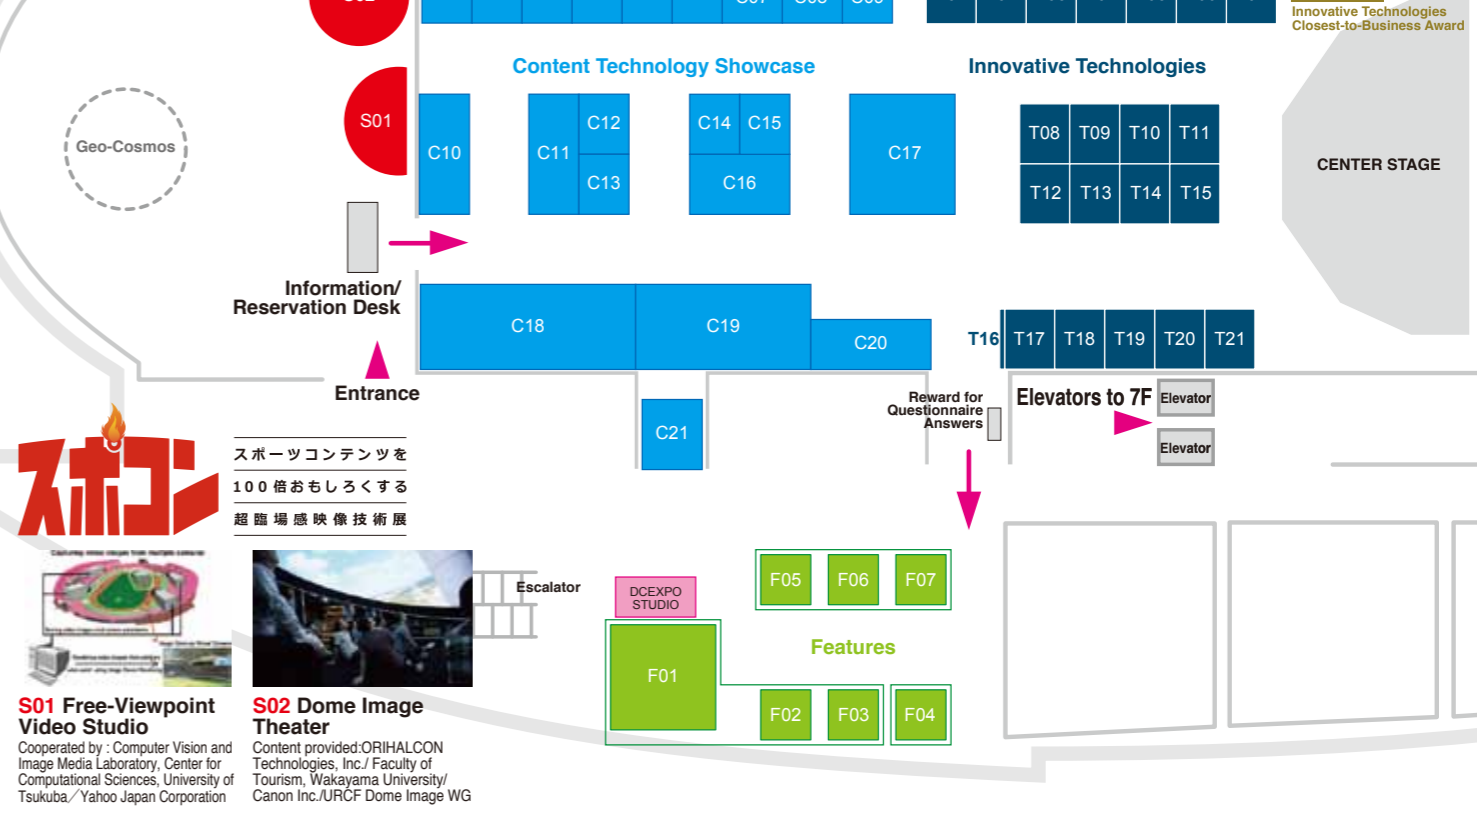 Innovative Technologies
Closest-to-Business Award
Content Technology Showcase
Innovative Technologies
S01
Geo-Cosmos
C10
C11
C12
C13
C14
C15
C16
C17
T08
T09
T10
T11
T12
T13
T14
T15
CENTER STAGE
Information/
Reservation Desk
C18
C19
C20
T16
T17
T18
T19
T20
T21
Entrance
Reward for
Questionnaire
Answers
Elevators to 7F
Elevator
Elevator
C21
スポコン
スポーツコンテンツを
100倍おもしろくする
超臨場感映像技術展
Escalator
DCEXPO
STUDIO
F05
F06
F07
Features
F01
F02
F03
F04
S01 Free-Viewpoint
Video Studio
Cooperated by : Computer Vision and
Image Media Laboratory, Center for
Computational Sciences, University of
Tsukuba／Yahoo Japan Corporation
S02 Dome Image
Theater
Content provided:ORIHALCON
Technologies, Inc./ Faculty of
Tourism, Wakayama University/
Canon Inc./URCF Dome Image WG